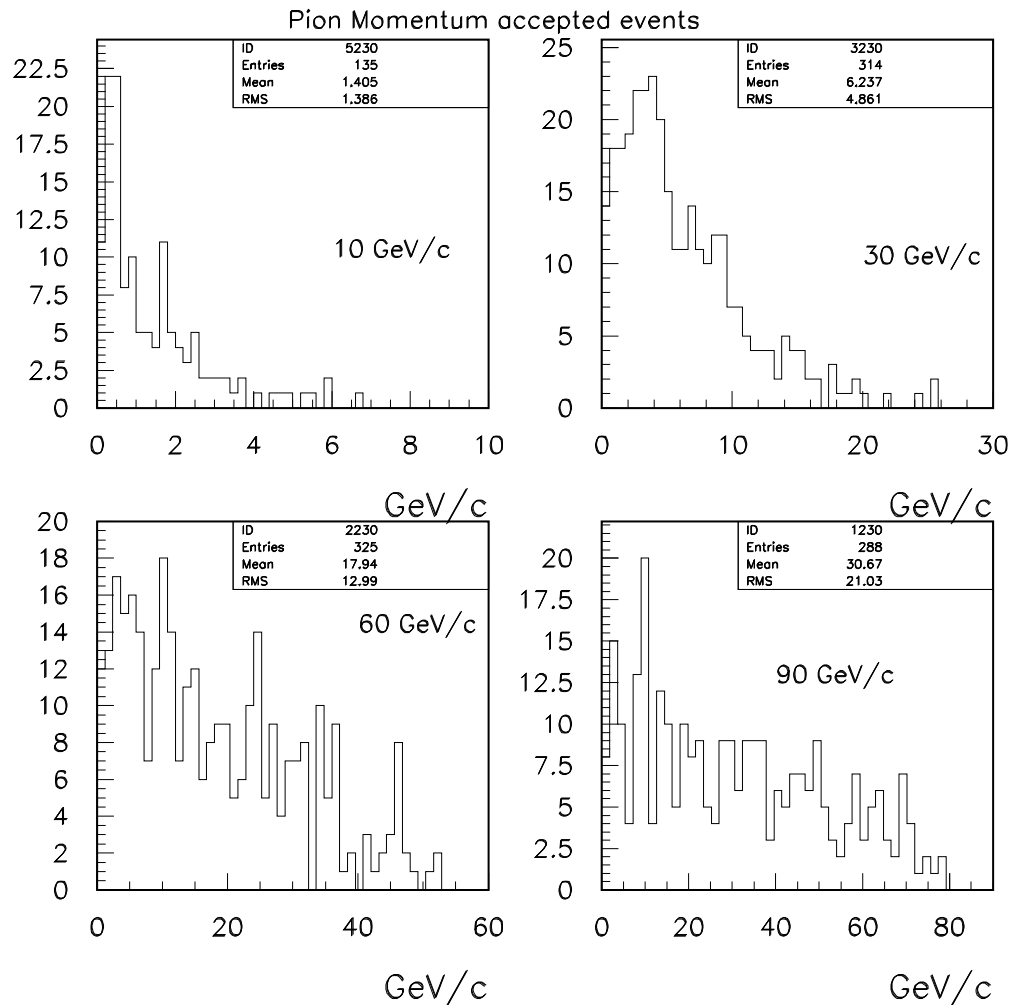 Pion Momentum accepted events
ID 5230
Entries 135
Mean 1.405
RMS 1.386
22.5
20
17.5
15
12.5
10
7.5
5
2.5
0
10 GeV/c
0 2 4 6 8 10
GeV/c
ID 3230
Entries 314
Mean 6.237
RMS 4.861
25
20
15
10
5
0
30 GeV/c
0 10 20 30
GeV/c
ID 2230
Entries 325
Mean 17.94
RMS 12.99
20
18
16
14
12
10
8
6
4
2
0
60 GeV/c
0 20 40 60
GeV/c
ID 1230
Entries 288
Mean 30.67
RMS 21.03
20
17.5
15
12.5
10
7.5
5
2.5
0
90 GeV/c
0 20 40 60 80
GeV/c